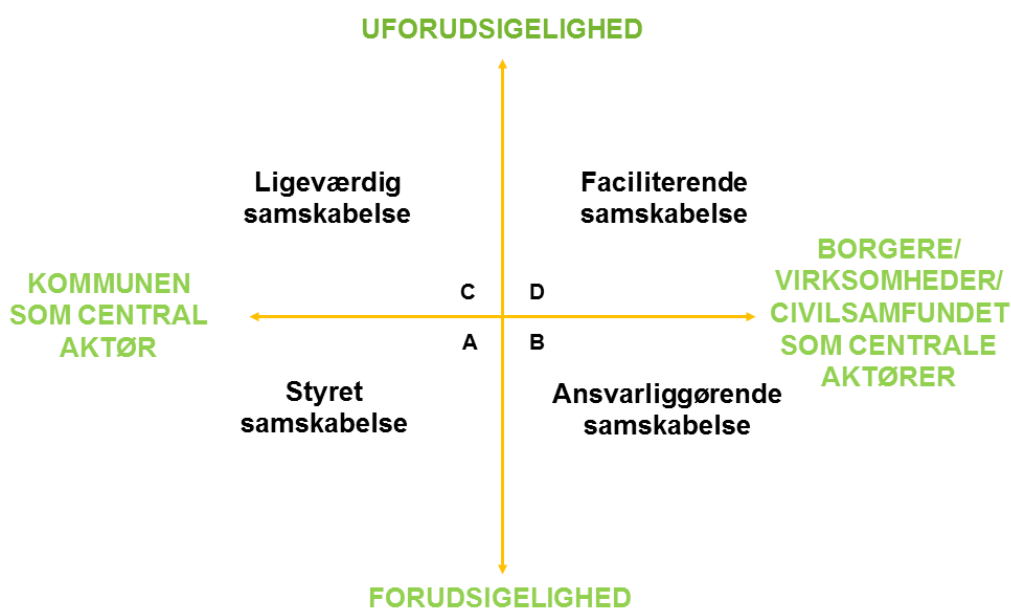 UFORUDSIGELIGHED
Ligeværdig
samskabelse
Faciliterende
samskabelse
KOMMUNEN
SOM CENTRAL
AKTØR
BORGERE/
VIRKSOMHEDER/
CIVILSAMFUNDET
SOM CENTRALE
AKTØRER
C D
A B
Styret
samskabelse
Ansvarliggørende
samskabelse
FORUDSIGELIGHED